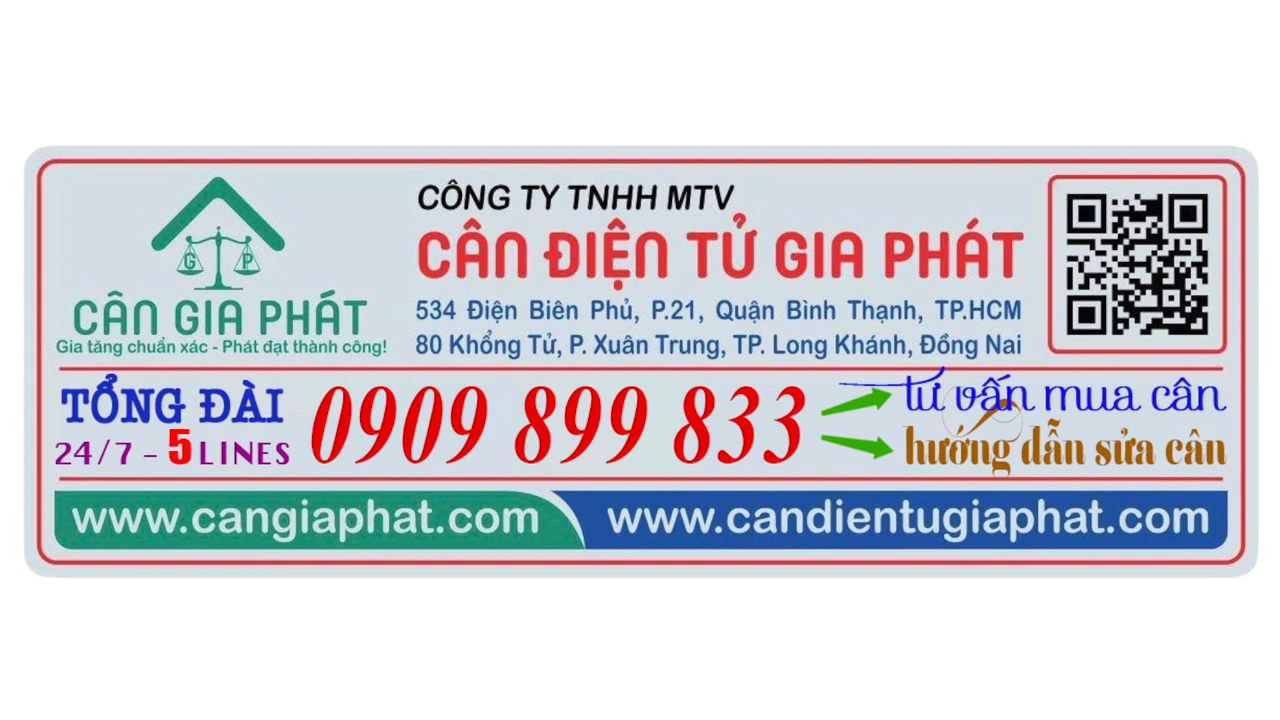 G P
CÂN GIA PHÁT
Gia tăng chuẩn xác - Phát đạt thành công!
CÔNG TY TNHH MTV
CÂN ĐIỆN TỬ GIA PHÁT
534 Điện Biên Phủ, P.21, Quận Bình Thạnh, TP.HCM
80 Khổng Tử, P. Xuân Trung, TP. Long Khánh, Đồng Nai
TỔNG ĐÀI
24/7 - 5 LINES
0909 899 833
tư vấn mua cân
hướng dẫn sửa cân
www.cangiaphat.com
www.candientugiaphat.com